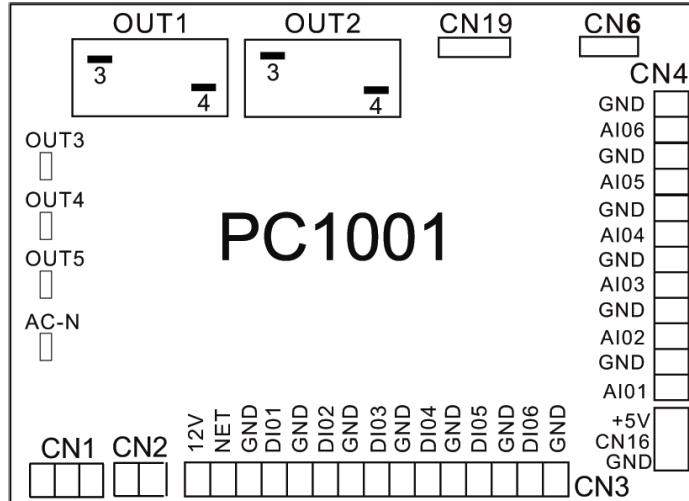 OUT1 OUT2 CN19 CN6
3 4 3 4
CN4
GND
AI06
GND
AI05
GND
AI04
GND
AI03
GND
AI02
GND
AI01
OUT3
OUT4
OUT5
AC-N
PC1001
+5V
CN16
GND
12V
NET
GND
DI01
GND
DI02
GND
DI03
GND
DI04
GND
DI05
GND
DI06
GND
CN1 CN2
CN3